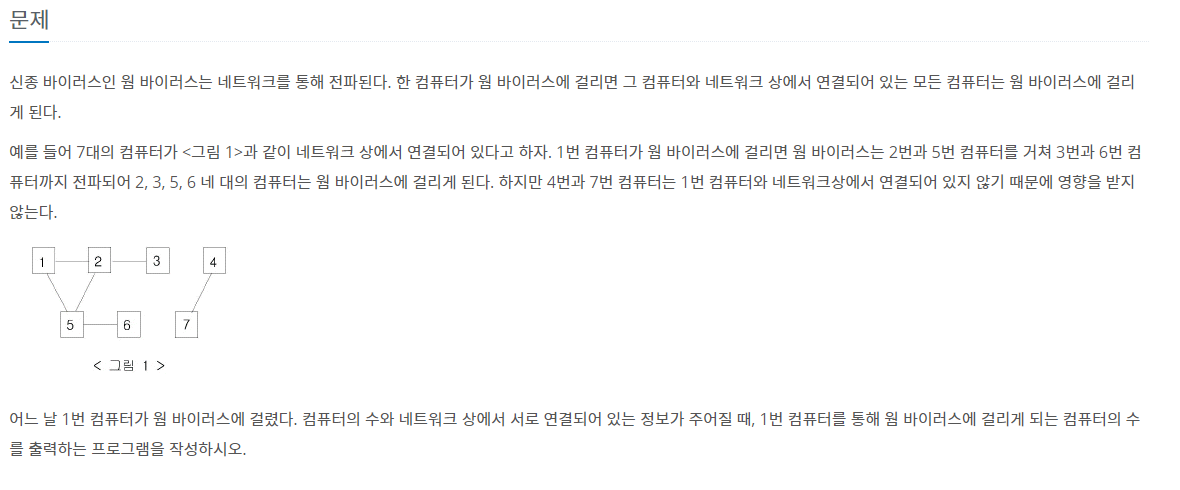 문제
신종 바이러스인 웜 바이러스는 네트워크를 통해 전파된다. 한 컴퓨터가 웜 바이러스에 걸리면 그 컴퓨터와 네트워크 상에서 연결되어 있는 모든 컴퓨터는 웜 바이러스에 걸리
게 된다.
예를 들어 7대의 컴퓨터가 <그림 1>과 같이 네트워크 상에서 연결되어 있다고 하자. 1번 컴퓨터가 웜 바이러스에 걸리면 웜 바이러스는 2번과 5번 컴퓨터를 거쳐 3번과 6번 컴
퓨터까지 전파되어 2, 3, 5, 6 네 대의 컴퓨터는 웜 바이러스에 걸리게 된다. 하지만 4번과 7번 컴퓨터는 1번 컴퓨터와 네트워크상에서 연결되어 있지 않기 때문에 영향을 받지
않는다.
1 2 3 4
5 6 7
< 그림 1 >
어느 날 1번 컴퓨터가 웜 바이러스에 걸렸다. 컴퓨터의 수와 네트워크 상에서 서로 연결되어 있는 정보가 주어질 때, 1번 컴퓨터를 통해 웜 바이러스에 걸리게 되는 컴퓨터의 수
를 출력하는 프로그램을 작성하시오.